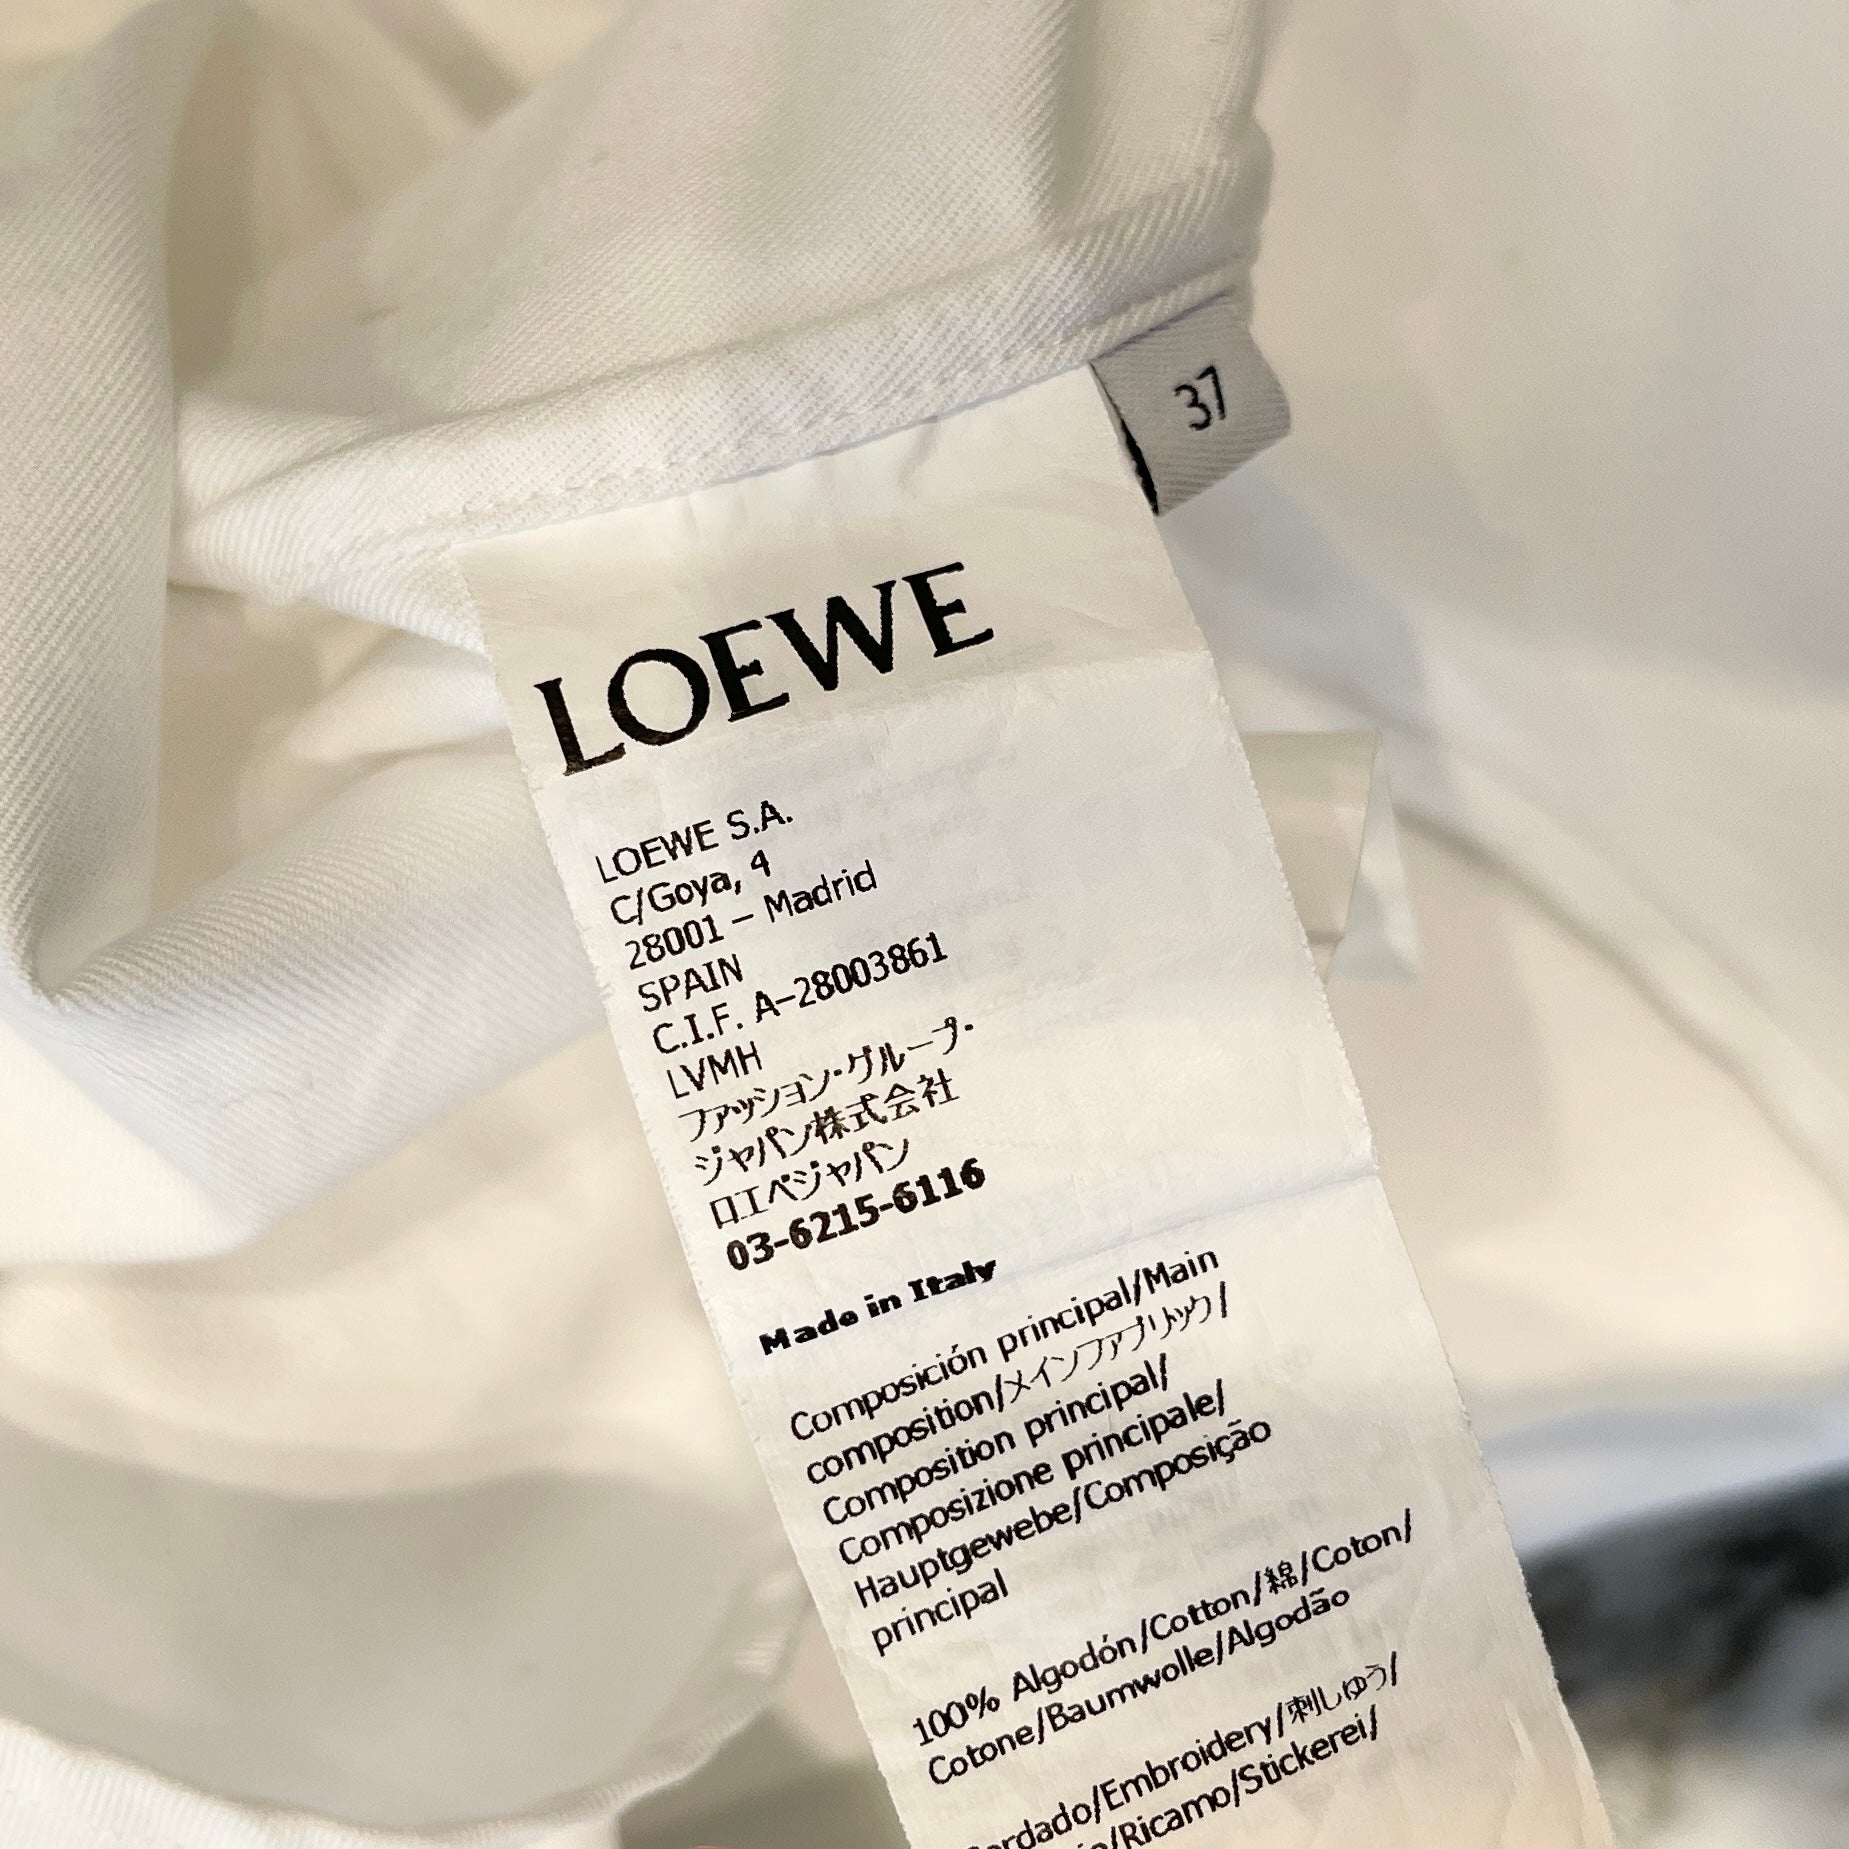 37
LOEWE
LOEWE S.A.
C/Goya, 4
28001 – Madrid
SPAIN
C.I.F. A–28003861
LVMH
ファッション・グループ・
ジャパン株式会社
ロエベジャパン
03-6215-6116
Made in Italy
Composición principal/Main
composition/メインファブリック/
Composition principal/
Composizione principale/
Hauptgewebe/Composição
principal
100% Algodón/Cotton/綿/Coton/
Cotone/Baumwolle/Algodão
/Embroidery/刺しゅう/
/Ricamo/Stickerei/